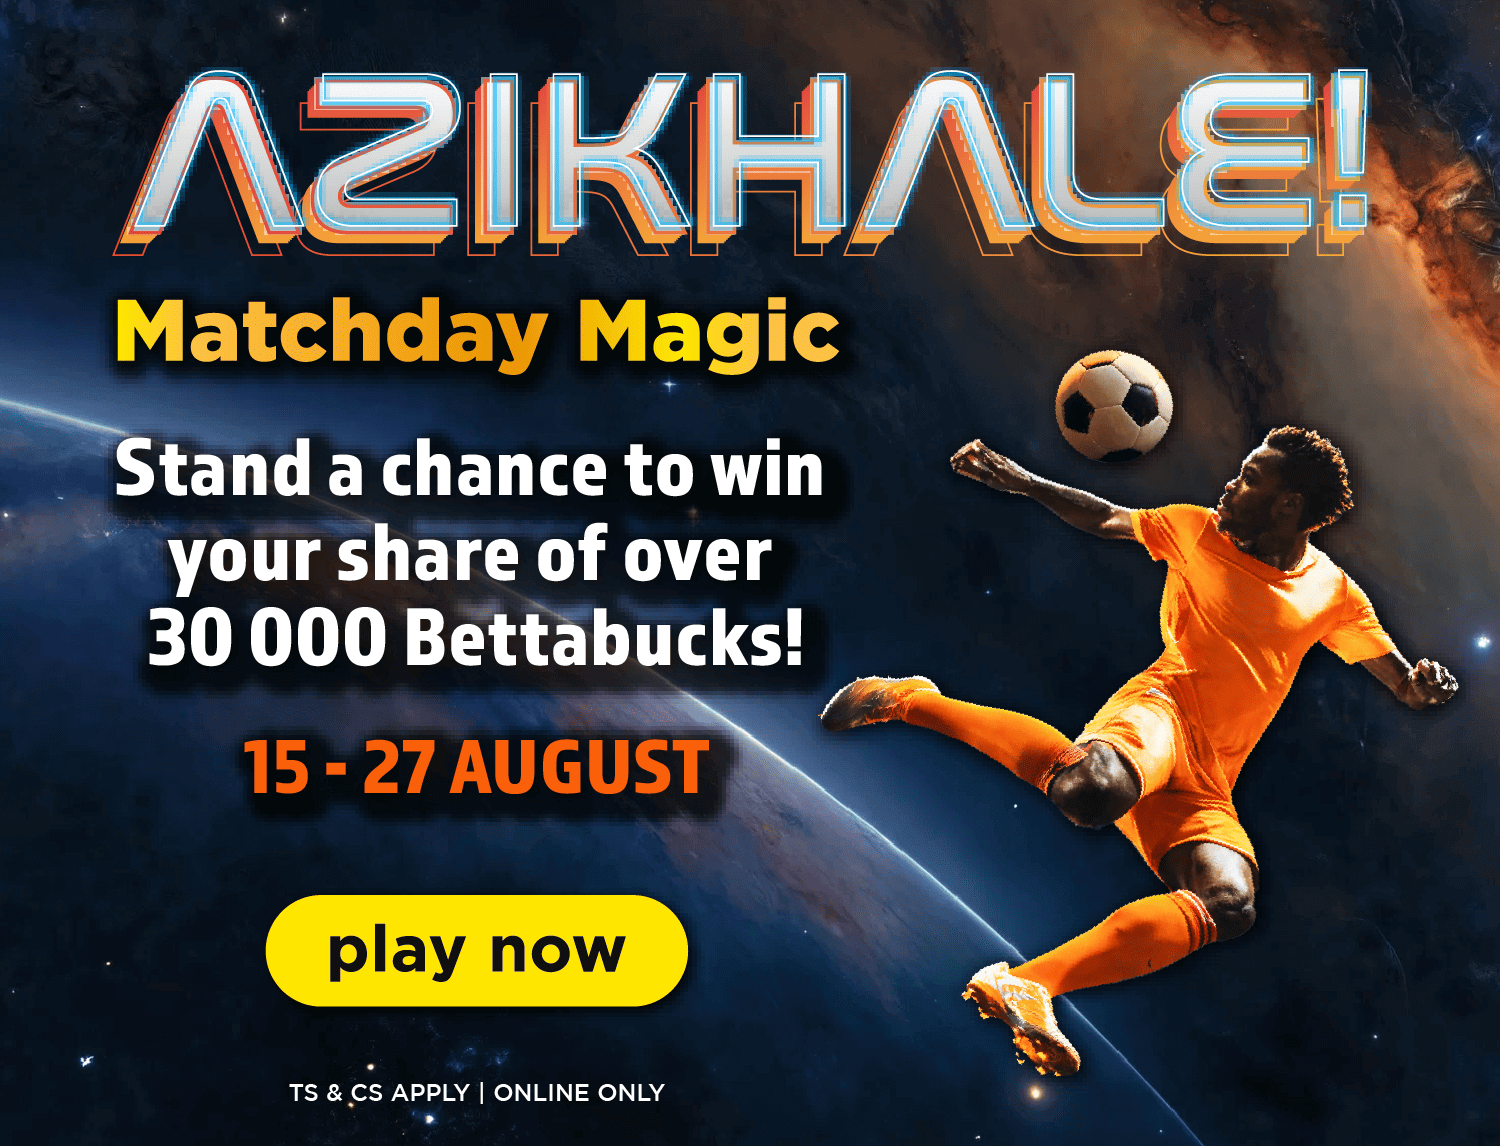 AZIKHALE!
Matchday Magic
Stand a chance to win
your share of over
30 000 Bettabucks!
15 - 27 AUGUST
play now
TS & CS APPLY | ONLINE ONLY